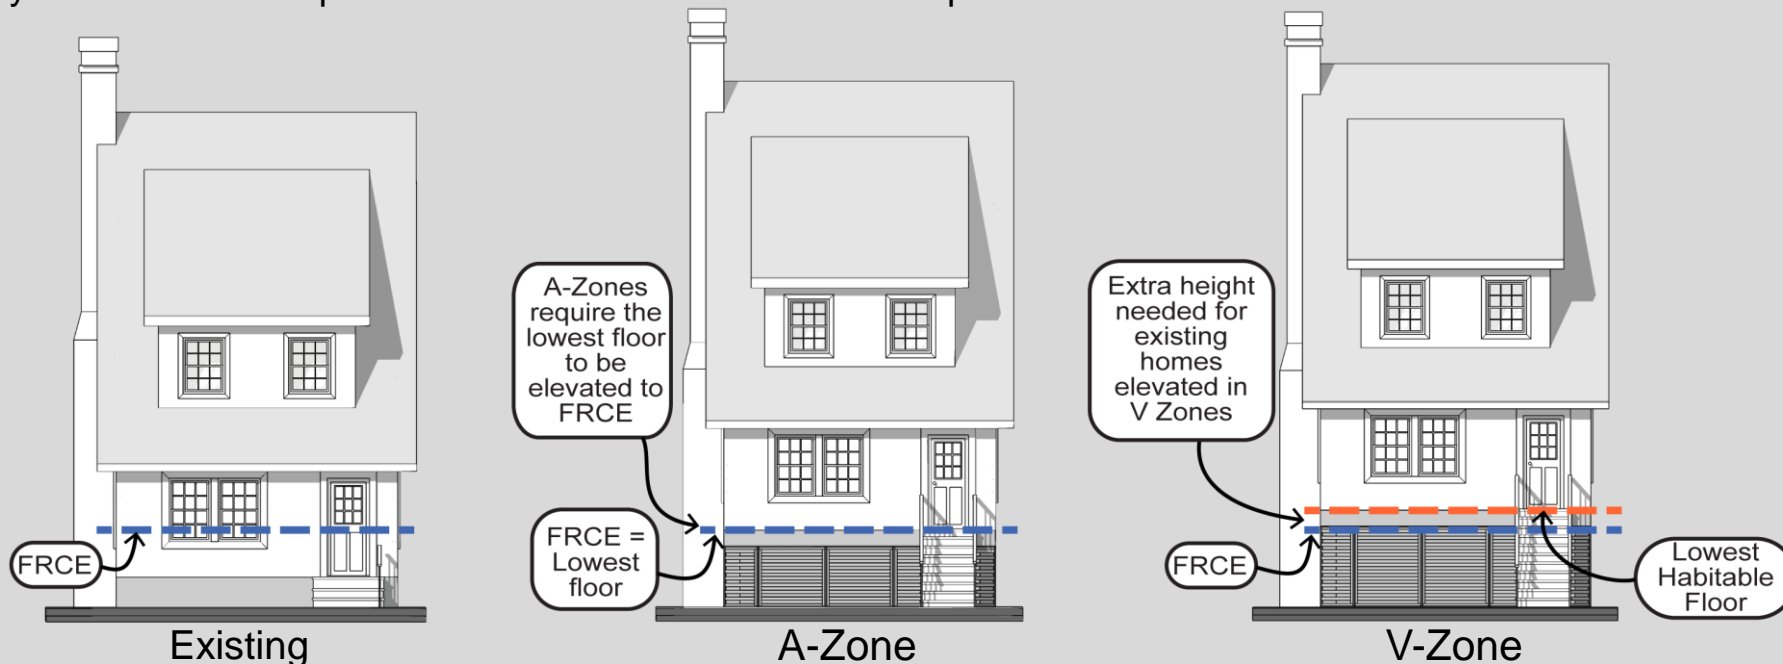 FRCE
Existing
A-Zones
require the
lowest floor
to be
elevated to
FRCE
FRCE =
Lowest
floor
A-Zone
Extra height
needed for
existing
homes
elevated in
V Zones
FRCE
Lowest
Habitable
Floor
V-Zone